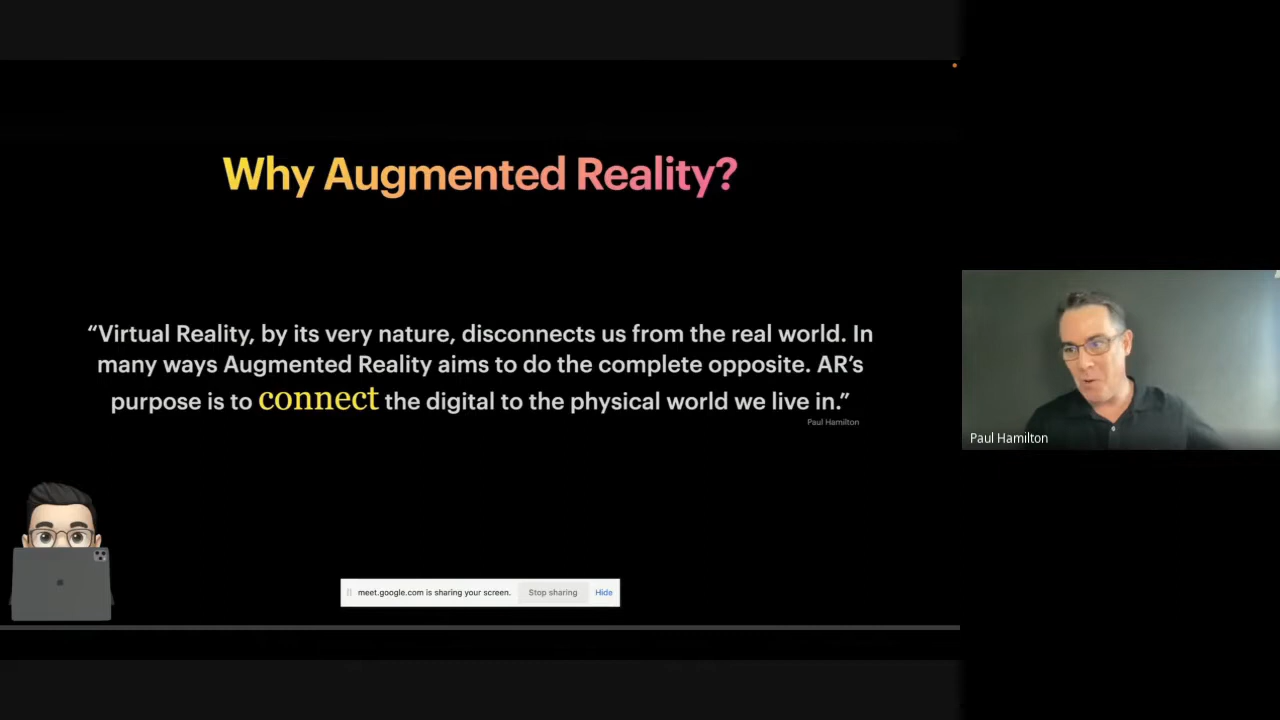 Why Augmented Reality?
“Virtual Reality, by its very nature, disconnects us from the real world. In
many ways Augmented Reality aims to do the complete opposite. AR’s
purpose is to connect the digital to the physical world we live in.”
Paul Hamilton
meet.google.com is sharing your screen. Stop sharing Hide
Paul Hamilton